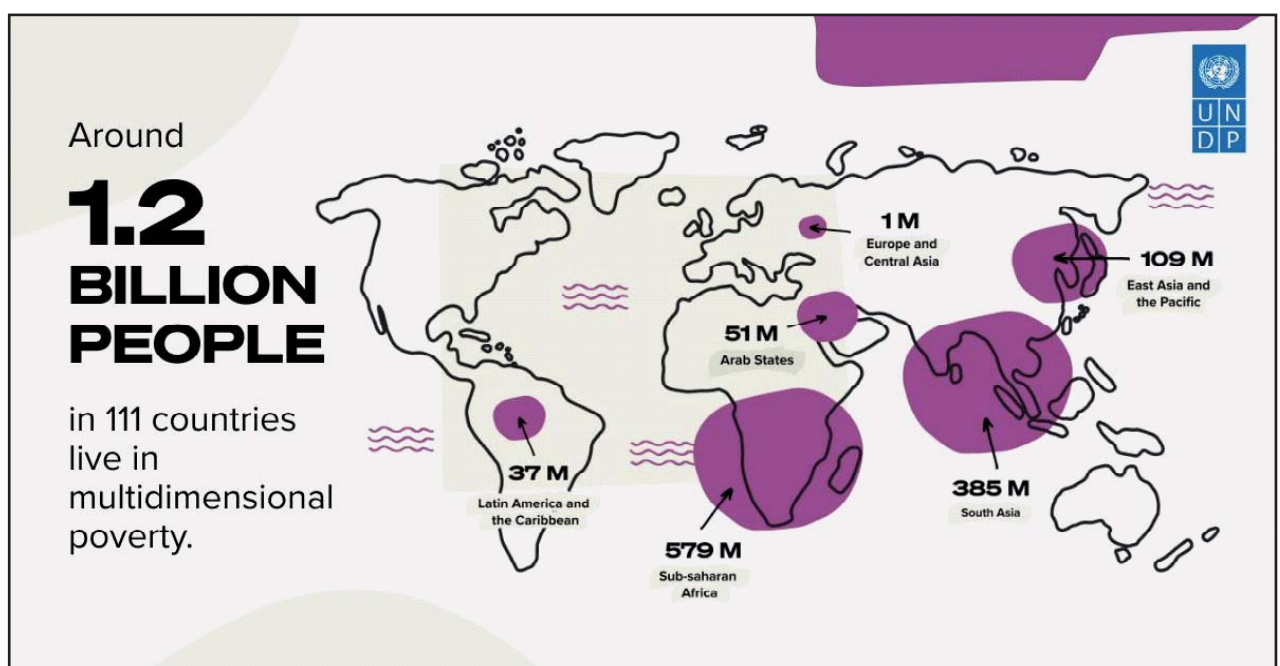 Around
1.2
BILLION
PEOPLE
in 111 countries
live in
multidimensional
poverty.
U N
D P
1 M
Europe and
Central Asia
109 M
East Asia and
the Pacific
51 M
Arab States
37 M
Latin America and
the Caribbean
385 M
South Asia
579 M
Sub-saharan
Africa